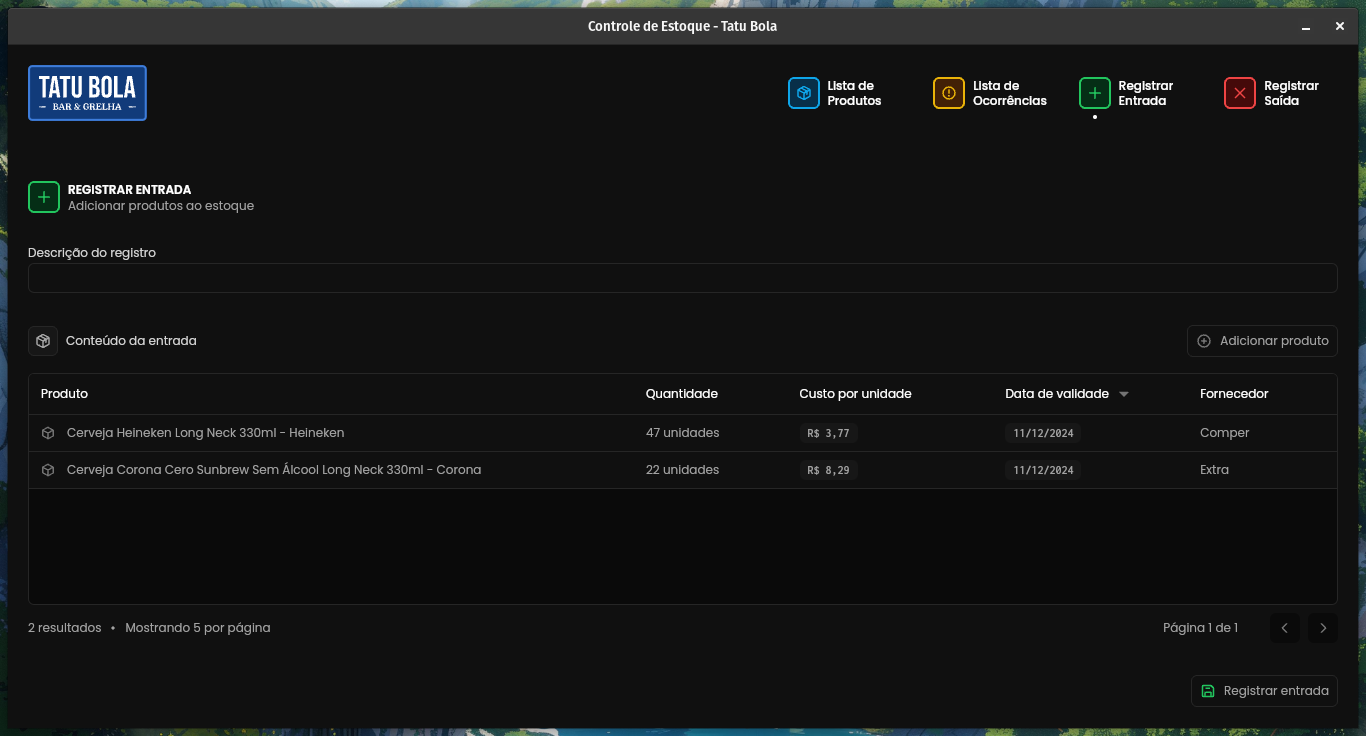 Controle de Estoque - Tatu Bola
TATU BOLA
BAR & GRELHA
Lista de
Produtos
Lista de
Ocorrências
Registrar
Entrada
Registrar
Saída
REGISTRAR ENTRADA
Adicionar produtos ao estoque
Descrição do registro
Conteúdo da entrada
Adicionar produto
Produto Quantidade Custo por unidade Data de validade Fornecedor
Cerveja Heineken Long Neck 330ml - Heineken 47 unidades R$ 3,77 11/12/2024 Comper
Cerveja Corona Cero Sunbrew Sem Álcool Long Neck 330ml - Corona 22 unidades R$ 8,29 11/12/2024 Extra
2 resultados • Mostrando 5 por página Página 1 de 1
Registrar entrada